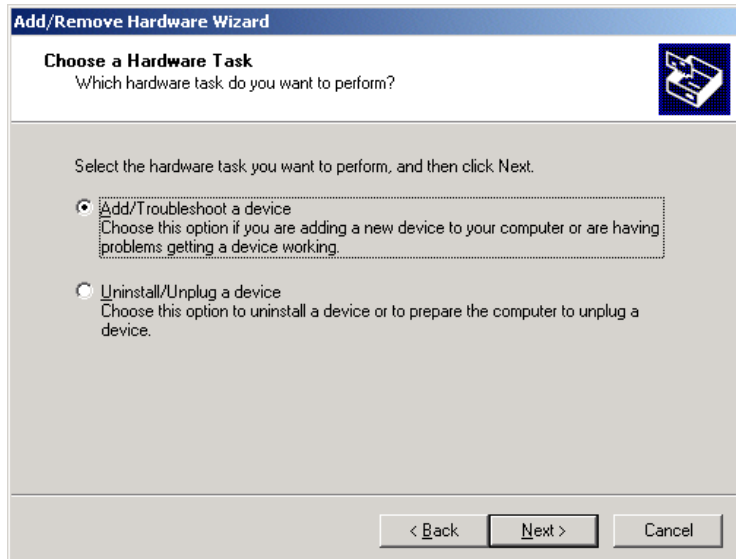 Add/Remove Hardware Wizard
Choose a Hardware Task
Which hardware task do you want to perform?
Select the hardware task you want to perform, and then click Next.
Add/Troubleshoot a device
Choose this option if you are adding a new device to your computer or are having
problems getting a device working.
Uninstall/Unplug a device
Choose this option to uninstall a device or to prepare the computer to unplug a
device.
< Back
Next >
Cancel